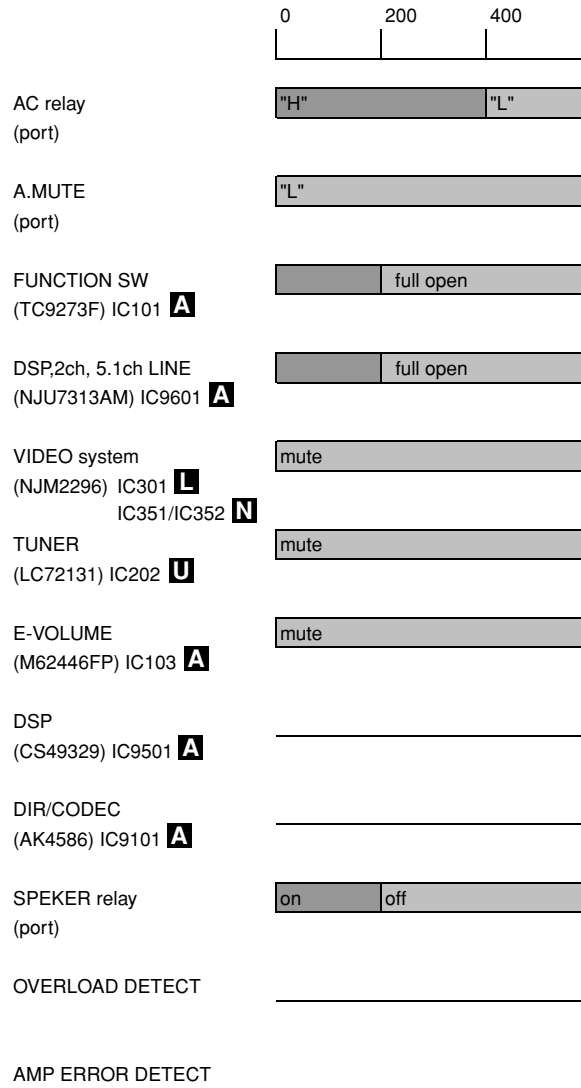 0 200 400
AC relay "H" "L"
(port)
A.MUTE "L"
(port)
FUNCTION SW full open
(TC9273F) IC101 A
DSP,2ch, 5.1ch LINE full open
(NJU7313AM) IC9601 A
VIDEO system mute
(NJM2296) IC301 L
IC351/IC352 N
TUNER mute
(LC72131) IC202 U
E-VOLUME mute
(M62446FP) IC103 A
DSP
(CS49329) IC9501 A
DIR/CODEC
(AK4586) IC9101 A
SPEKER relay on off
(port)
OVERLOAD DETECT
AMP ERROR DETECT